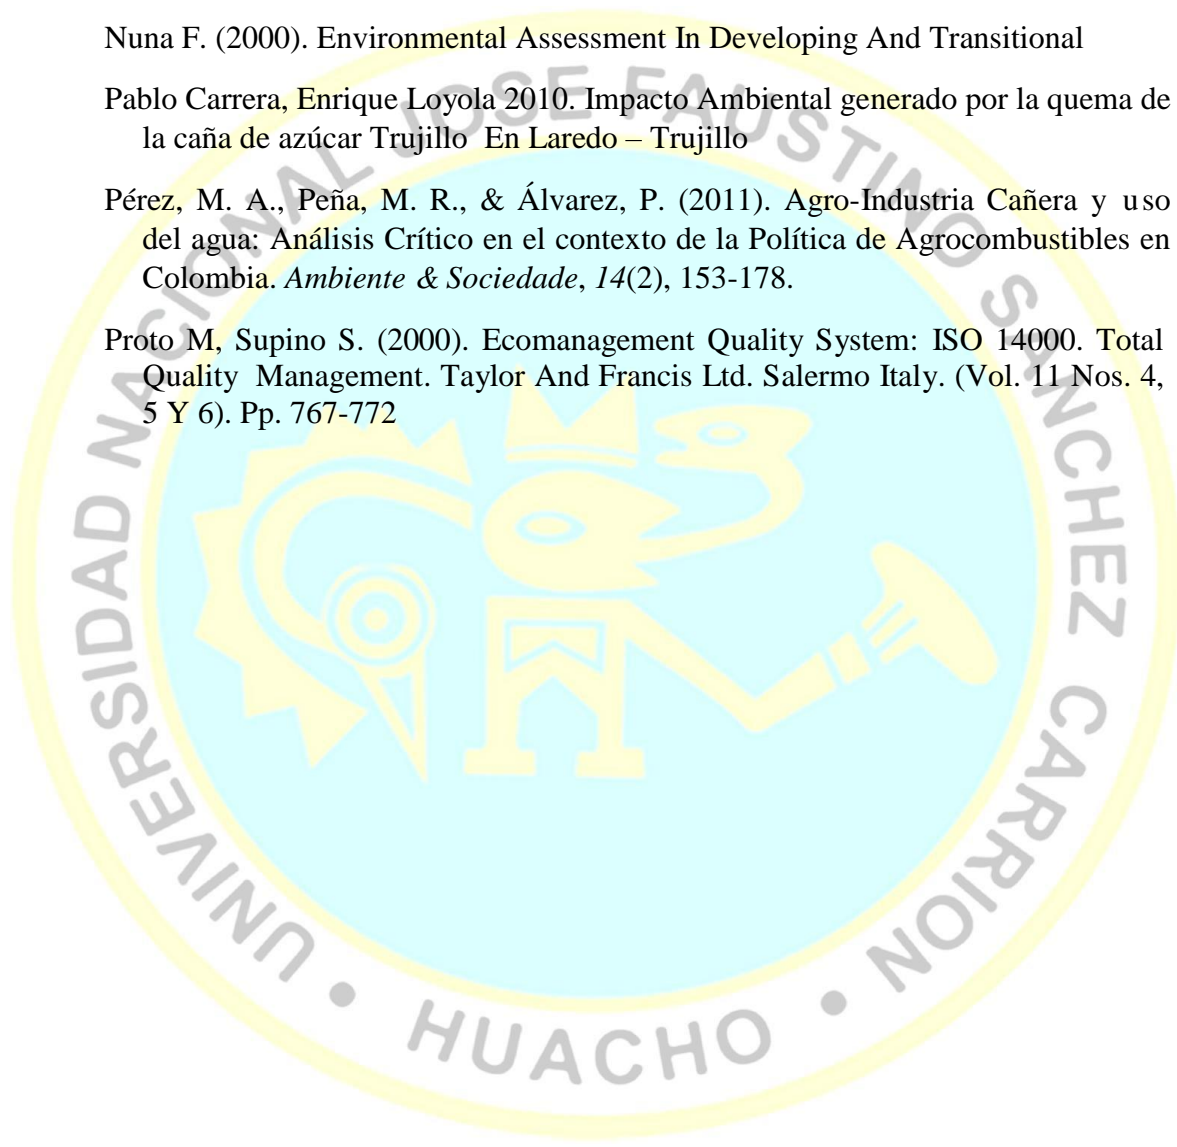 Nuna F. (2000). Environmental Assessment In Developing And Transitional
Pablo Carrera, Enrique Loyola 2010. Impacto Ambiental generado por la quema de
la caña de azúcar Trujillo En Laredo – Trujillo
Pérez, M. A., Peña, M. R., & Álvarez, P. (2011). Agro-Industria Cañera y uso
del agua: Análisis Crítico en el contexto de la Política de Agrocombustibles en
Colombia. Ambiente & Sociedade, 14(2), 153-178.
Proto M, Supino S. (2000). Ecomanagement Quality System: ISO 14000. Total
Quality Management. Taylor And Francis Ltd. Salermo Italy. (Vol. 11 Nos. 4,
5 Y 6). Pp. 767-772
UNIVERSIDAD NACIONAL JOSE FAUSTINO SANCHEZ CARRION
• HUACHO •